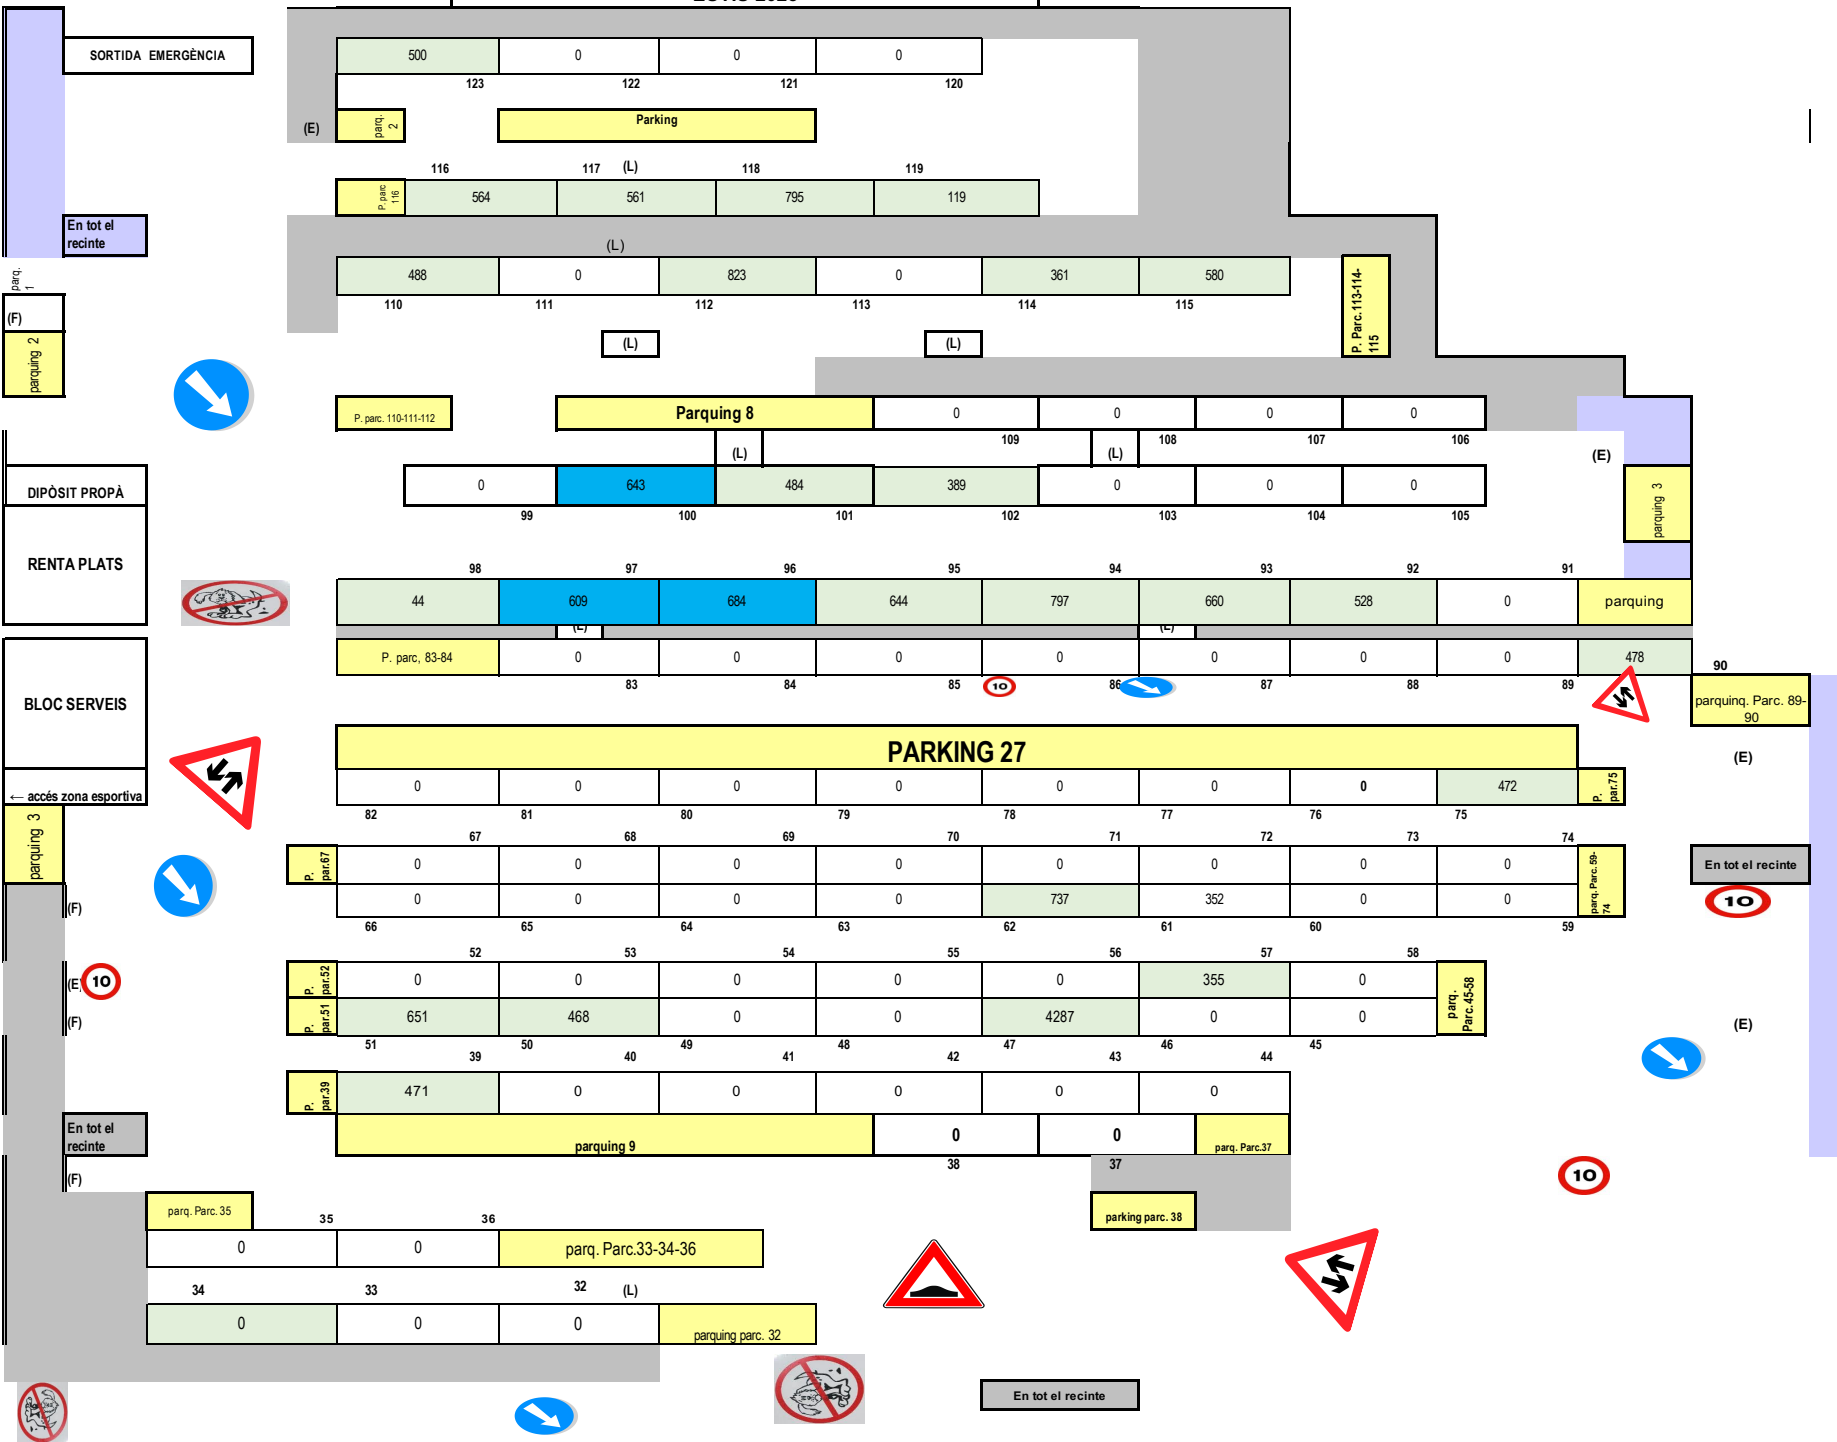 SORTIDA EMERGÈNCIA
500 0 0 0
123 122 121 120
(E)
parq. 2
Parking
116 117 (L) 118 119
P. parc 116
564 561 795 119
En tot el
recinte
(L)
parq. 1
488 0 823 0 361 580
110 111 112 113 114 115
P. Parc.113-114-115
(F)
(L) (L)
parquing 2
P. parc. 110-111-112
Parquing 8
0 0 0 0
109 108 107 106
(L) (L)
(E)
DIPÒSIT PROPÀ
0 643 484 389 0 0 0
99 100 101 102 103 104 105
parquing 3
RENTA PLATS
98 97 96 95 94 93 92 91
44 609 684 644 797 660 528 0 parquing
(L) (L)
P. parc, 83-84 0 0 0 0 0 0 0 478
83 84 85 10 86 87 88 89 90
BLOC SERVEIS
parquinq. Parc. 89-
90
PARKING 27
(E)
0 0 0 0 0 0 0 472
P. par.75
← accés zona esportiva
82 81 80 79 78 77 76 75
parquing 3
67 68 69 70 71 72 73 74
P. par.67
0 0 0 0 0 0 0 0
parq. Parc. 59-74
En tot el recinte
0 0 0 0 737 352 0 0
10
(F)
66 65 64 63 62 61 60 59
52 53 54 55 56 57 58
P. par.52
0 0 0 0 0 355 0
parq. Parc.45-58
(E)
10
P. par.51
651 468 0 0 4287 0 0
(F)
(E)
51 50 49 48 47 46 45
39 40 41 42 43 44
P. par.39
471 0 0 0 0 0
En tot el
recinte
parquing 9
0 0
parq. Parc.37
38 37
(F)
10
parq. Parc. 35
35 36
parking parc. 38
0 0 parq. Parc.33-34-36
34 33 32 (L)
0 0 0 parquing parc. 32
En tot el recinte